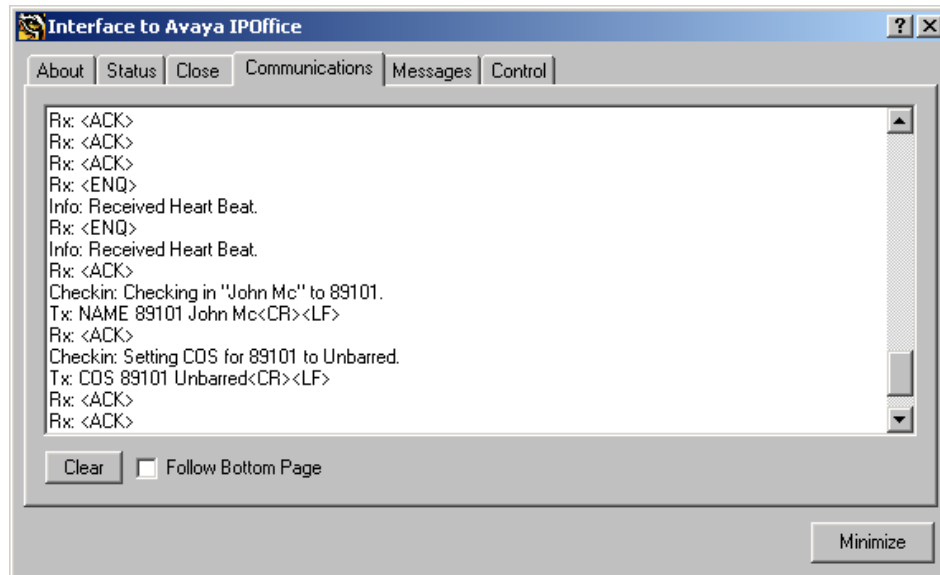 Interface to Avaya IPOffice
About Status Close Communications Messages Control
Rx: <ACK>
Rx: <ACK>
Rx: <ACK>
Rx: <ENQ>
Info: Received Heart Beat.
Rx: <ENQ>
Info: Received Heart Beat.
Rx: <ACK>
Checkin: Checking in "John Mc" to 89101.
Tx: NAME 89101 John Mc<CR><LF>
Rx: <ACK>
Checkin: Setting COS for 89101 to Unbarred.
Tx: COS 89101 Unbarred<CR><LF>
Rx: <ACK>
Rx: <ACK>
Clear Follow Bottom Page
Minimize